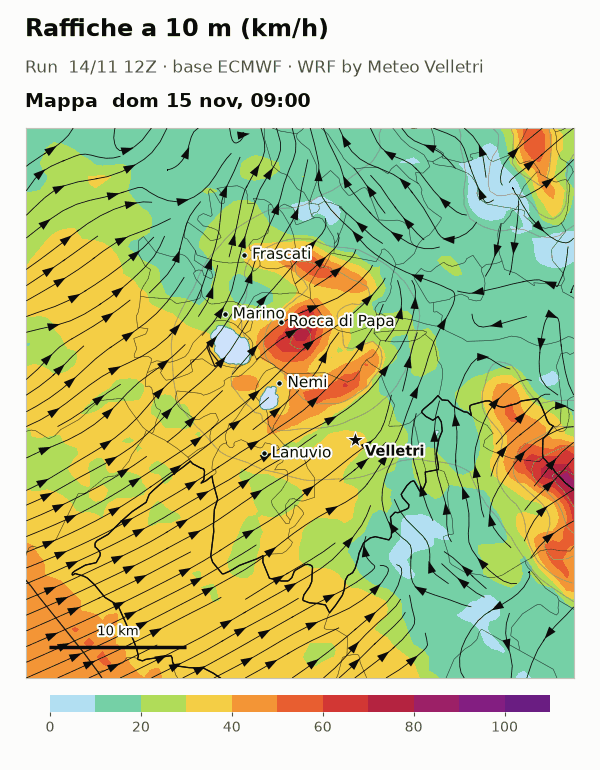 Raffiche a 10 m (km/h)
Run  14/11 12Z · base ECMWF · WRF by Meteo Velletri
Mappa  dom 15 nov, 09:00
Frascati
Marino
Rocca di Papa
Nemi
Lanuvio
Velletri
10 km
0 20 40 60 80 100